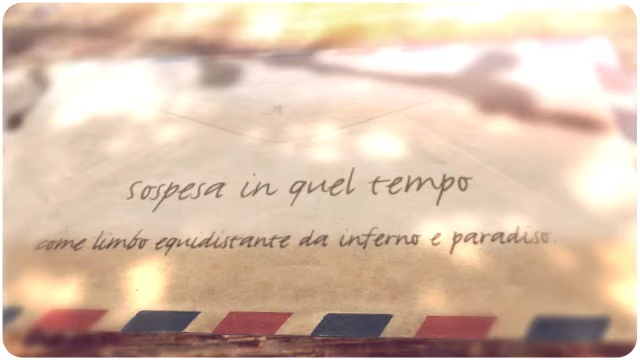 sospesa in quel tempo
come limbo equidistante da inferno e paradiso.